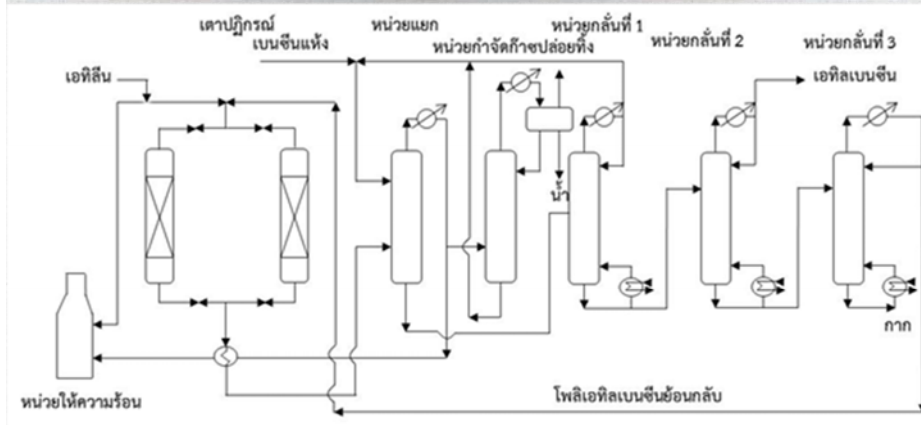 เตาปฏิกรณ์
เบนซีนแห้ง
หน่วยแยก
หน่วยกำจัดก๊าซปล่อยทิ้ง
หน่วยกลั่นที่ 1
หน่วยกลั่นที่ 2
หน่วยกลั่นที่ 3
เอทิลีน
เอทิลเบนซีน
น้ำ
กาก
หน่วยให้ความร้อน
โพลิเอทิลเบนซีนย้อนกลับ